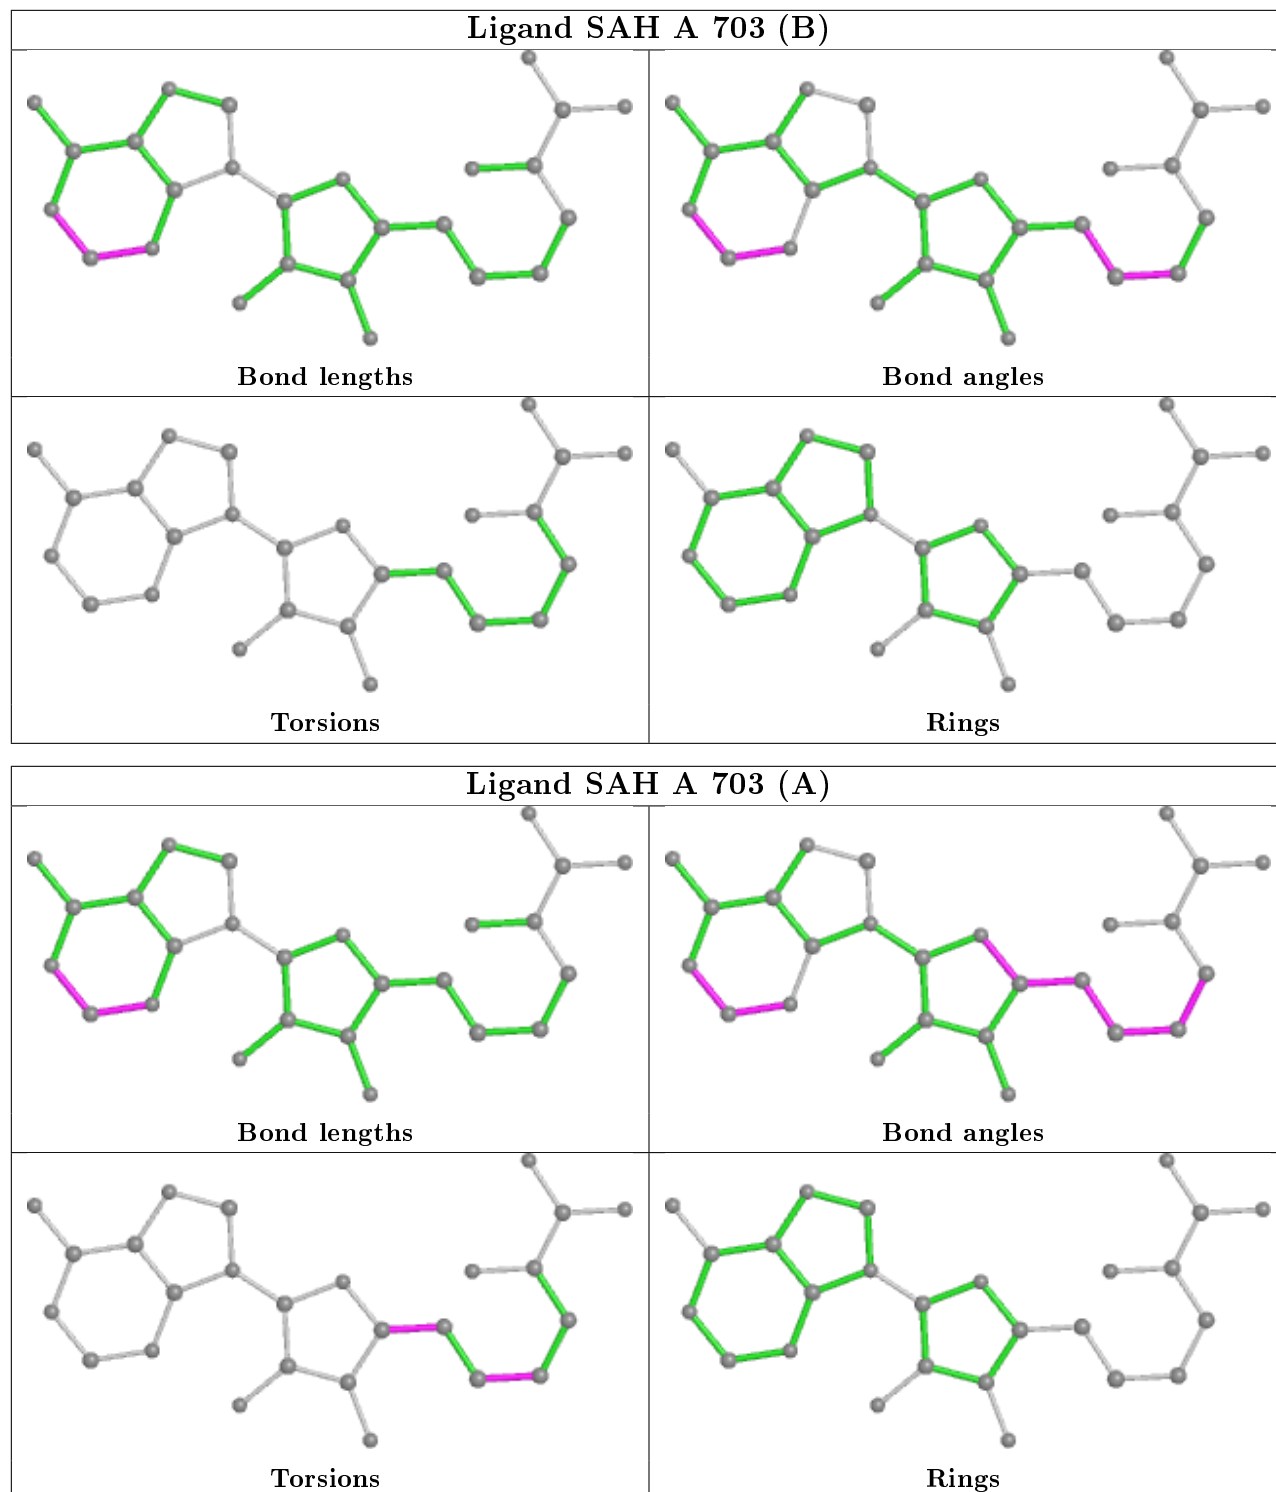 Ligand SAH A 703 (B)
Bond lengths
Bond angles
Torsions
Rings
Ligand SAH A 703 (A)
Bond lengths
Bond angles
Torsions
Rings